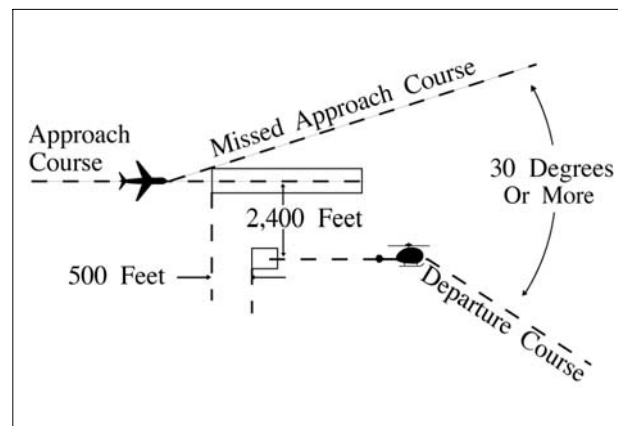 Missed Approach Course
Approach
Course
30 Degrees
Or More
2,400 Feet
500 Feet
Departure Course